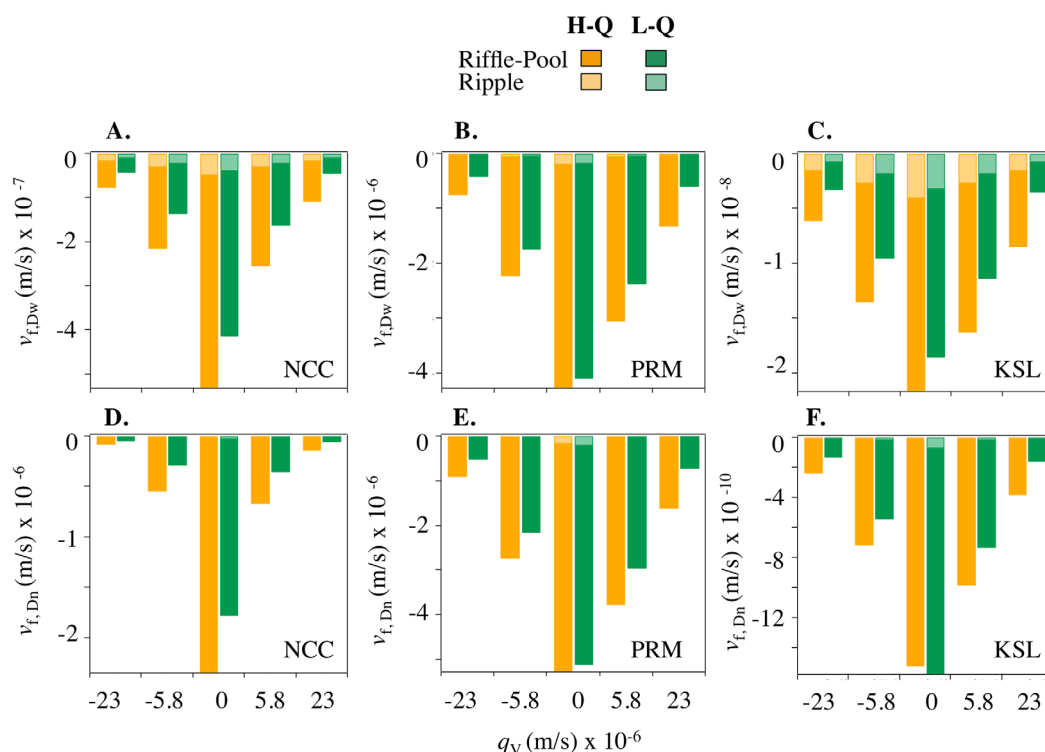 H-Q L-Q
Riffle-Pool
Ripple
A. B. C.
0 0 0
-2 -2 -1
-4 -4 -2
v_f,Dw (m/s) x 10^-7
v_f,Dw (m/s) x 10^-6
v_f,Dw (m/s) x 10^-8
NCC PRM KSL
D. E. F.
0 0 0
-1 -2 -4
-2 -4 -8
-12
v_f, Dn (m/s) x 10^-6
v_f, Dn (m/s) x 10^-6
v_f, Dn (m/s) x 10^-10
NCC PRM KSL
-23 -5.8 0 5.8 23 -23 -5.8 0 5.8 23 -23 -5.8 0 5.8 23
q_V (m/s) x 10^-6